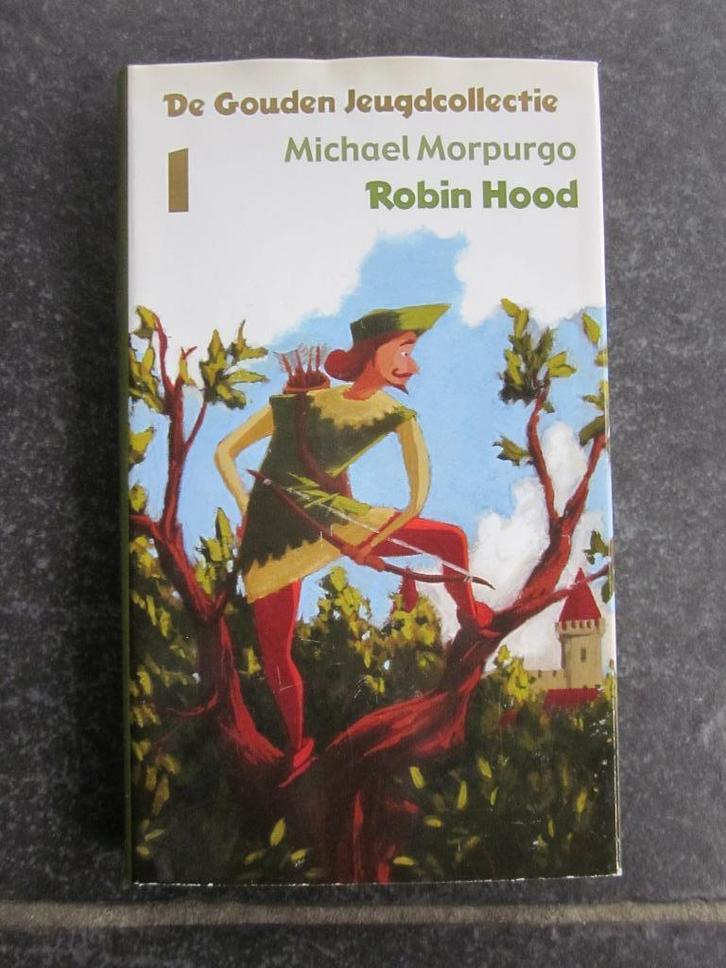 De Gouden Jeugdcollectie
Michael Morpurgo
1
Robin Hood